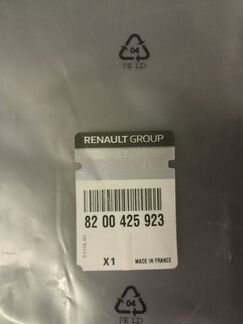 04
PE LD
RENAULT GROUP
82 00 425 923
X1
MADE IN FRANCE
04
PE LD